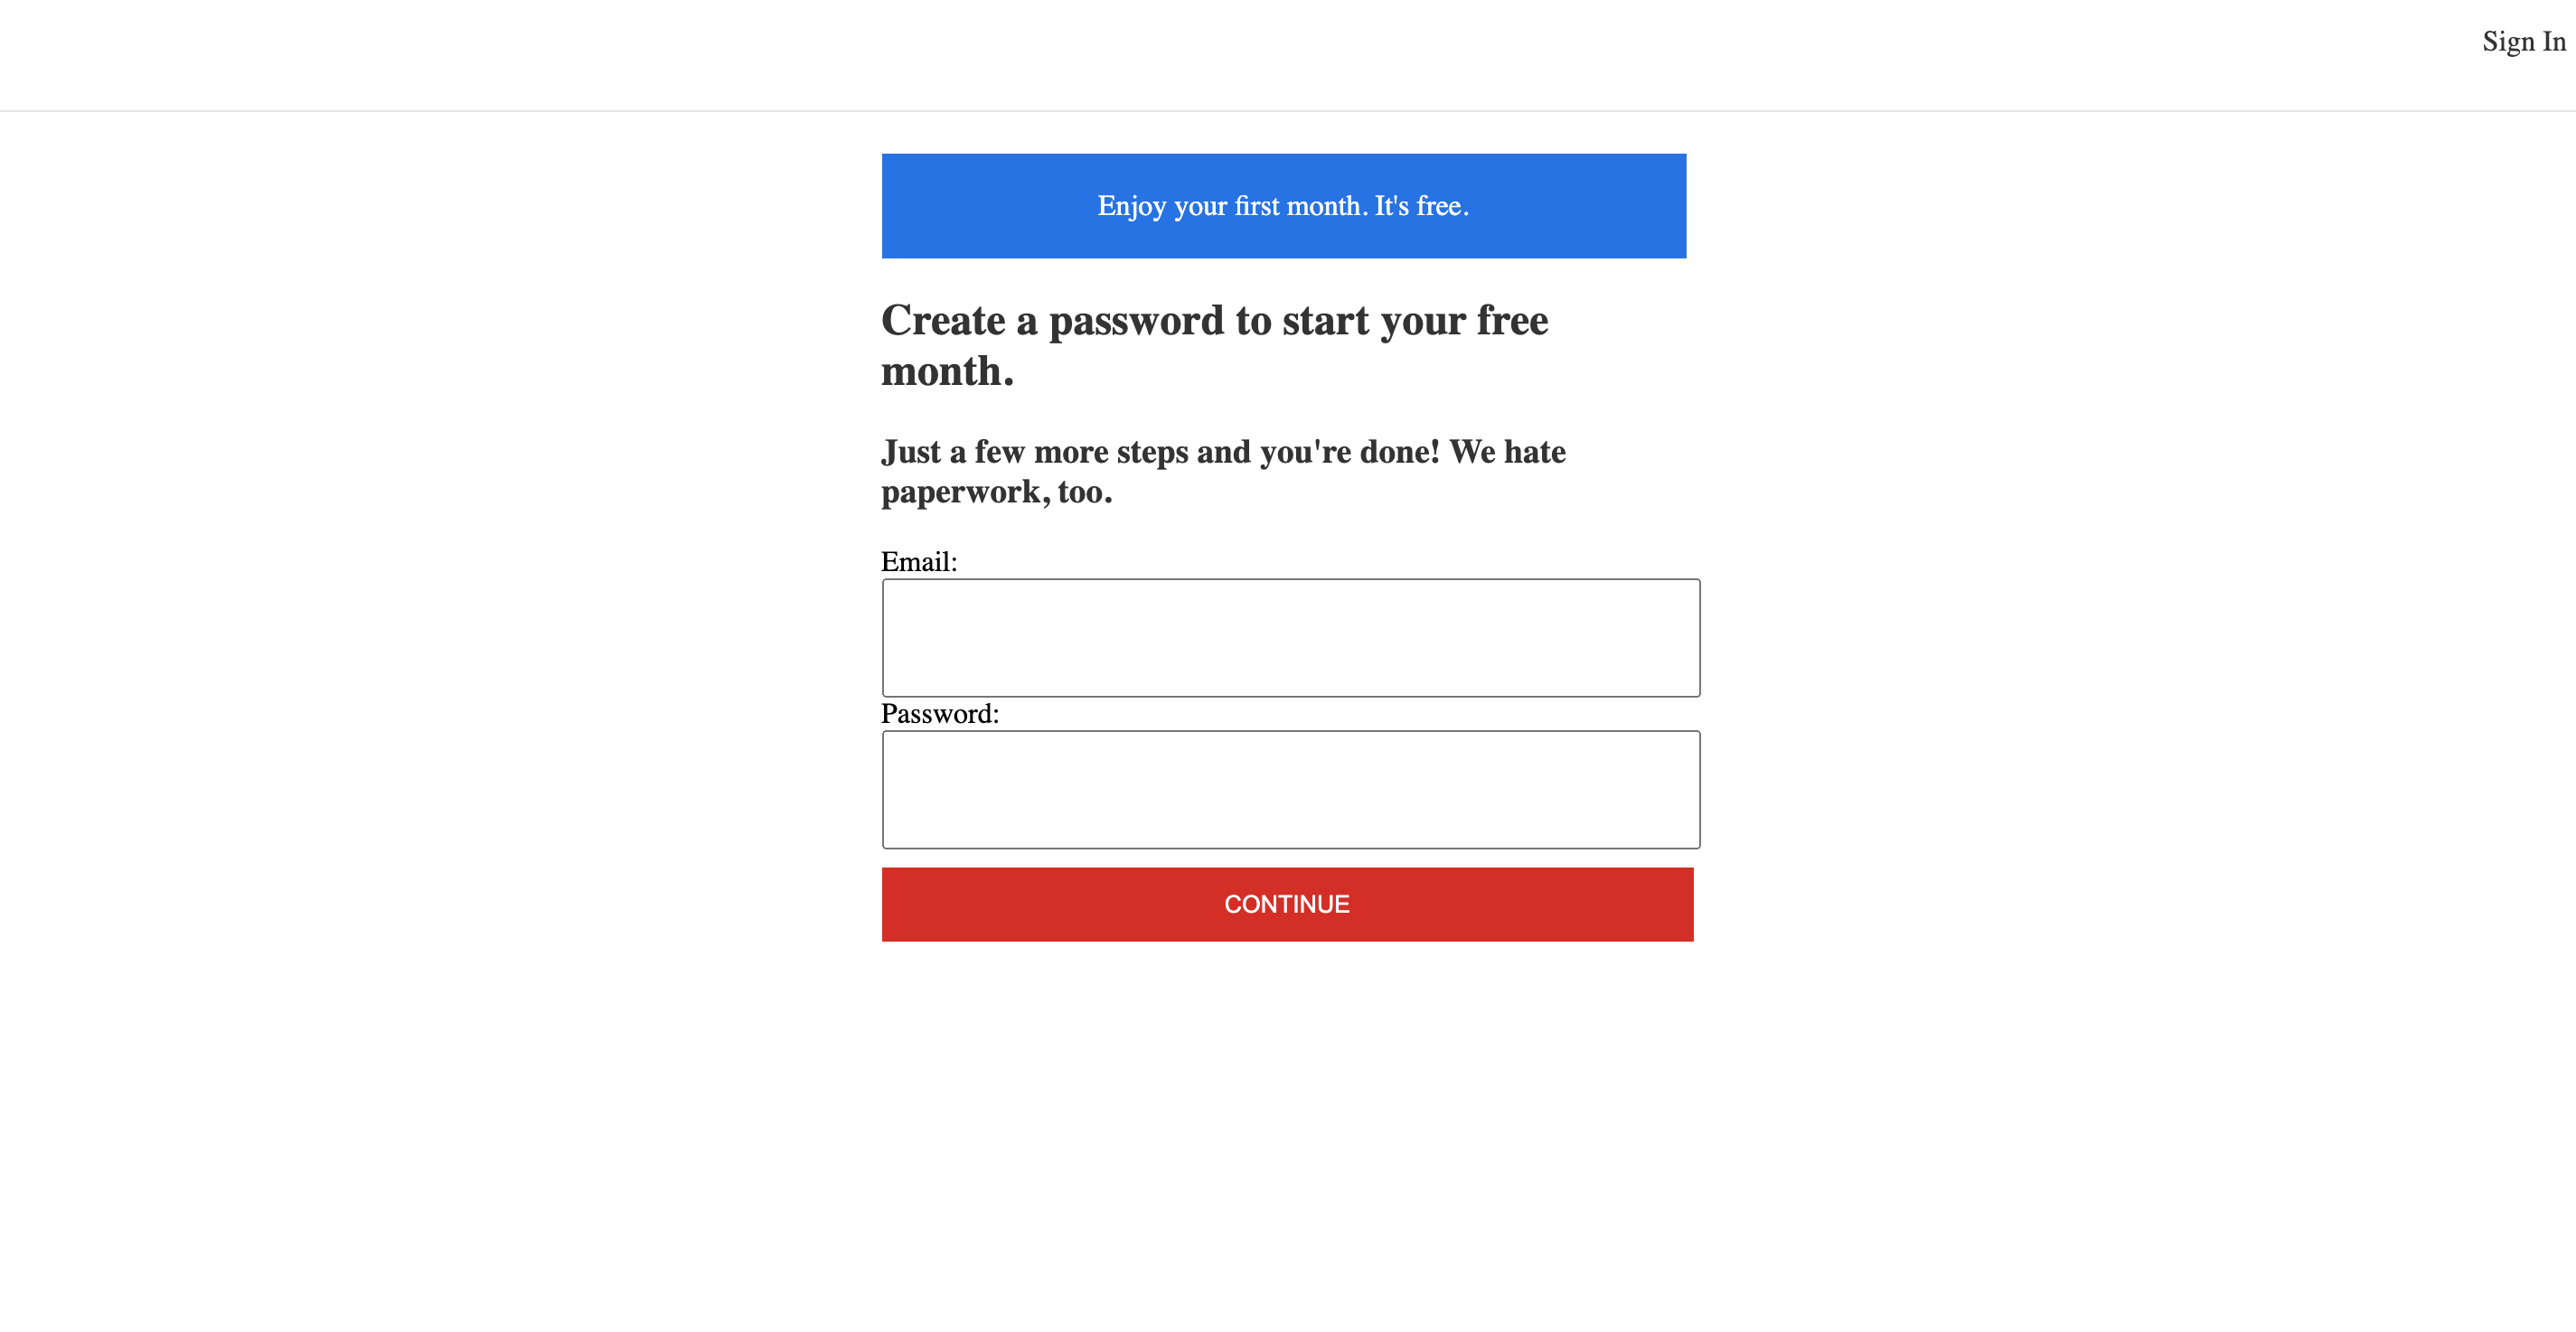 Sign In
Enjoy your first month. It's free.
Create a password to start your free
month.
Just a few more steps and you're done! We hate
paperwork, too.
Email:
Password:
CONTINUE